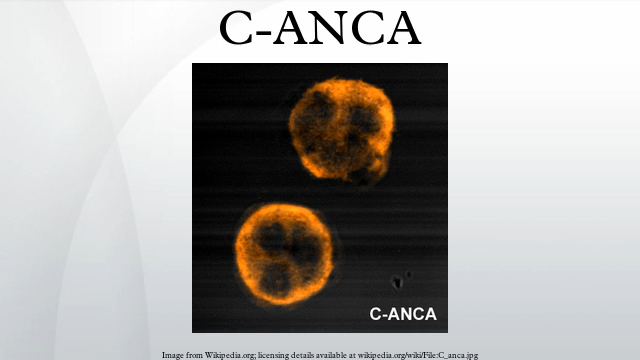 C-ANCA
C-ANCA
Image from Wikipedia.org; licensing details available at wikipedia.org/wiki/File:C_anca.jpg